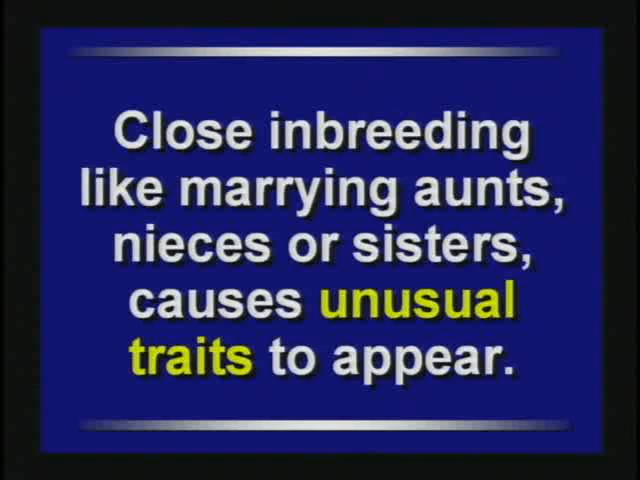 Close inbreeding
like marrying aunts,
nieces or sisters,
causes unusual
traits to appear.